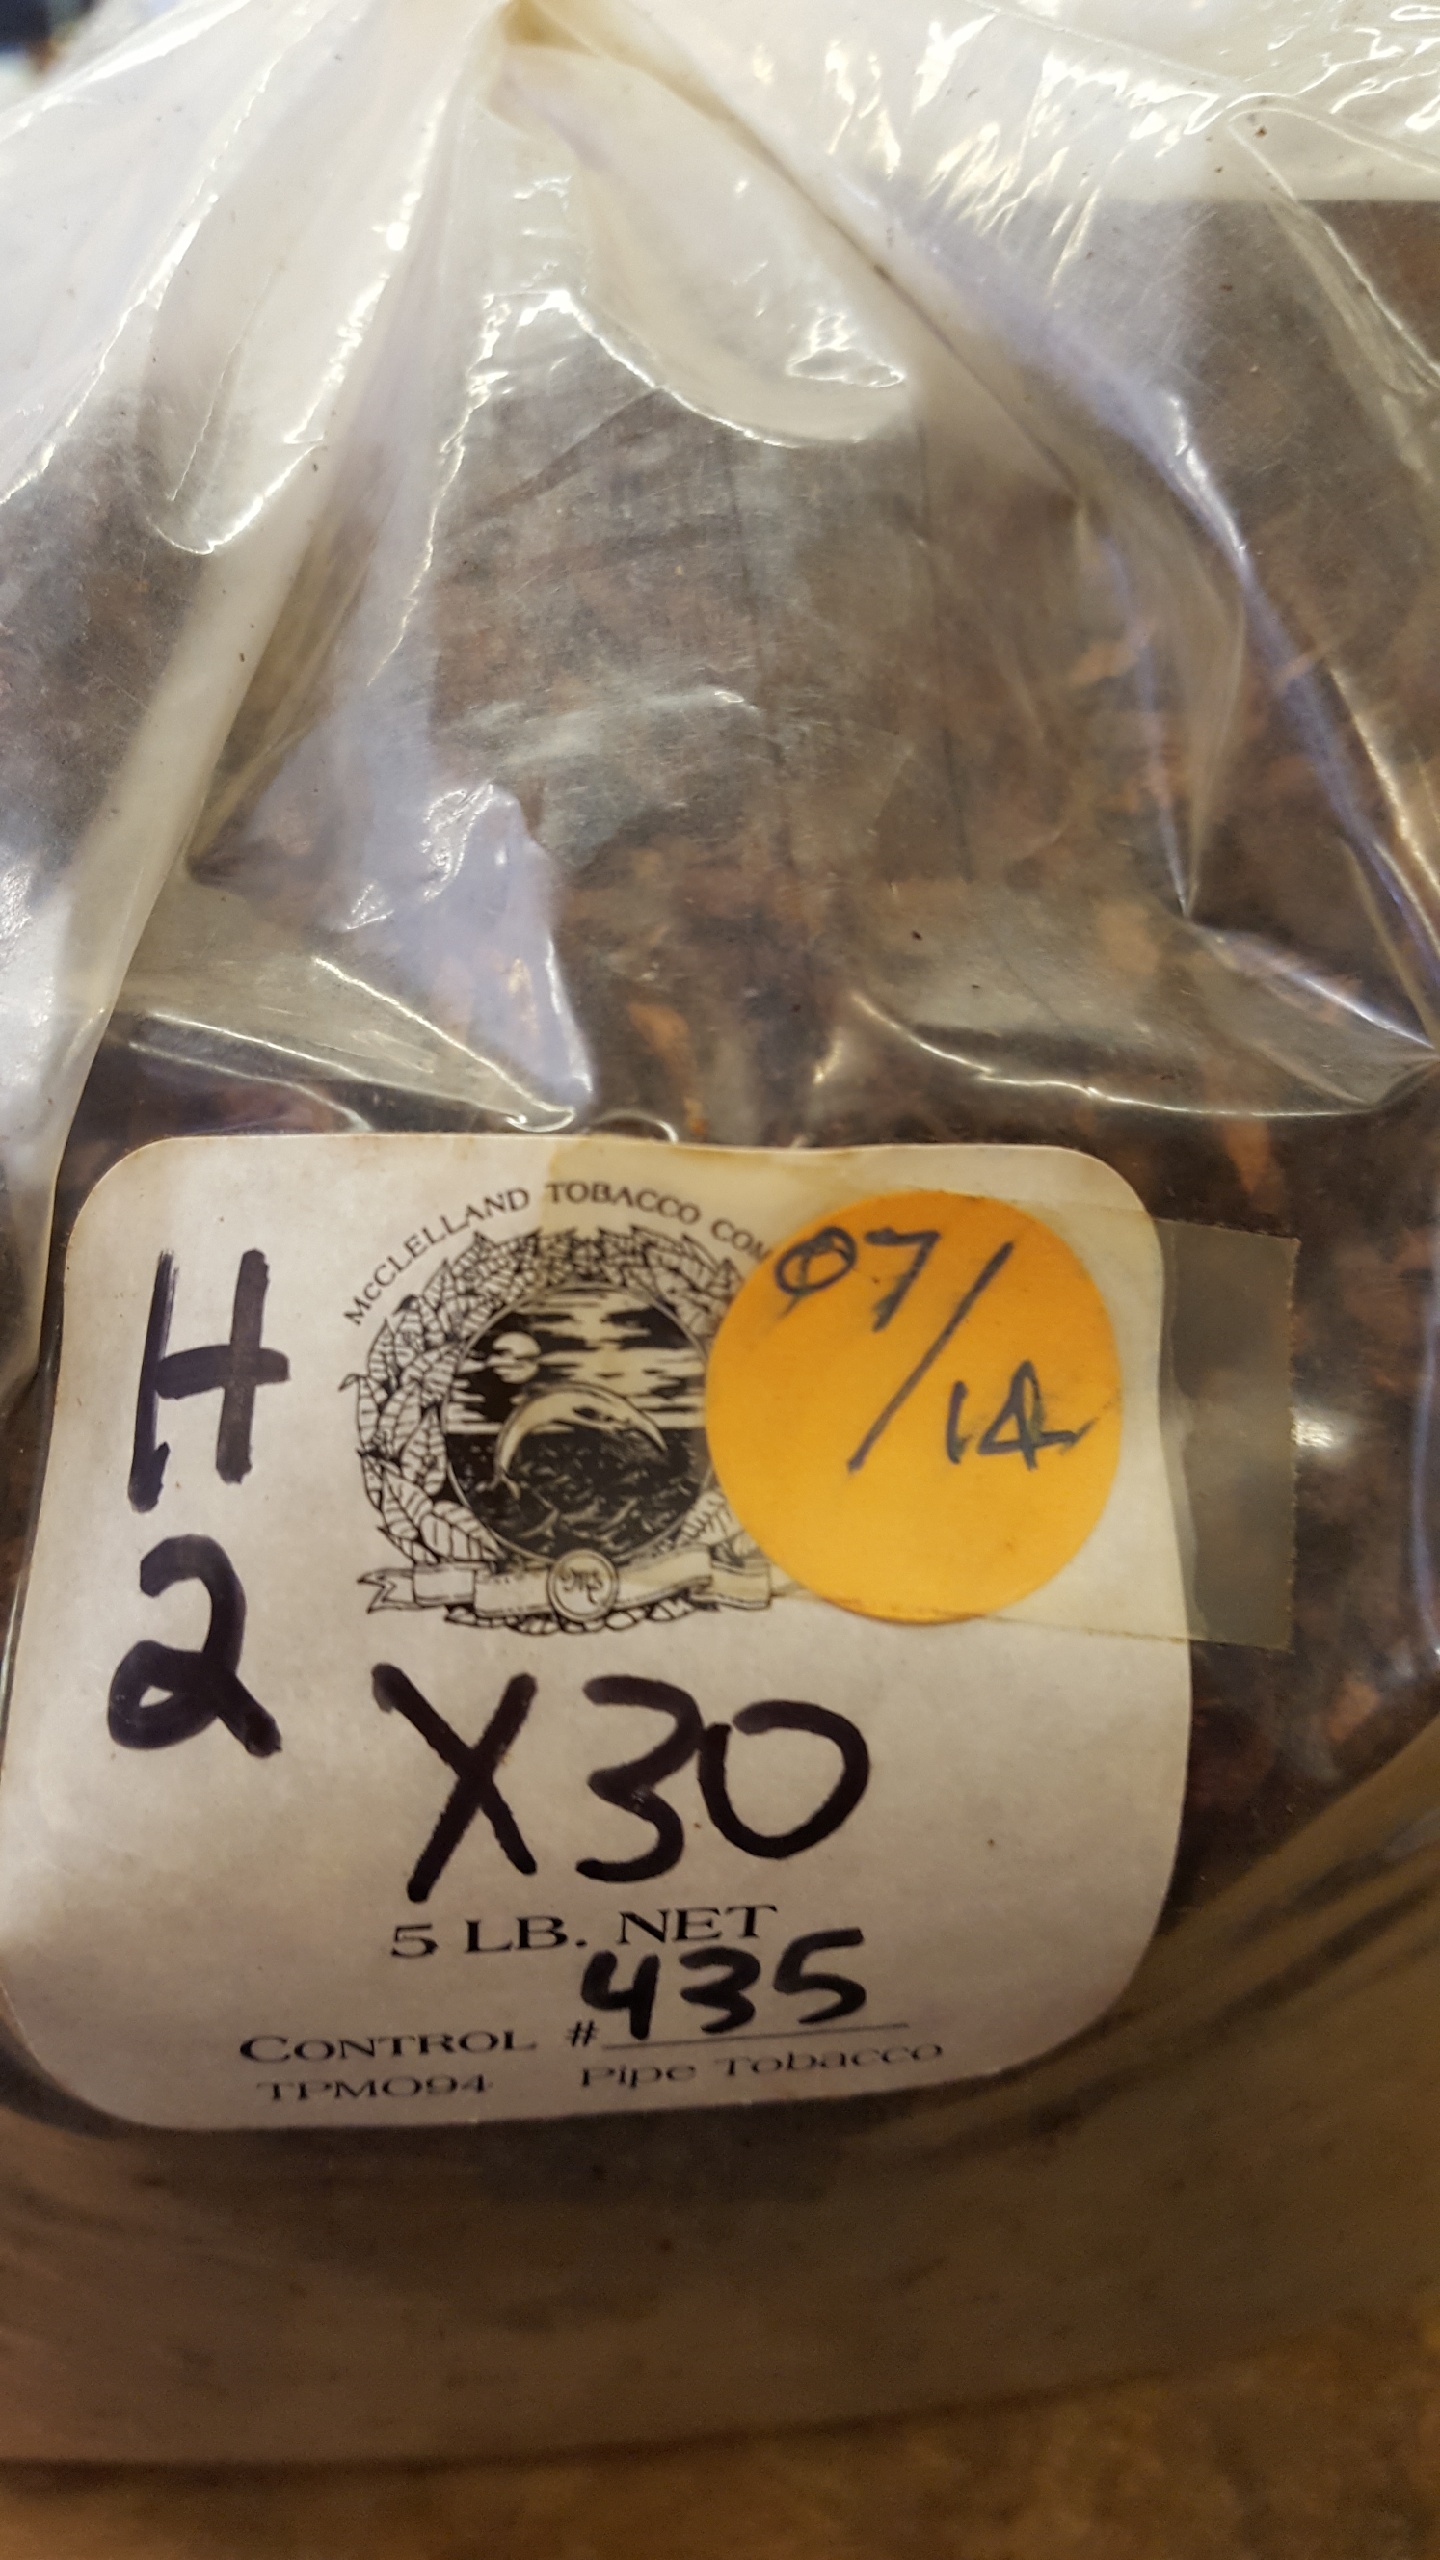 McCLELLAND TOBACCO COM
07/14
H
2
X30
5 LB. NET
CONTROL # 435
TPM094 Pipe Tobacco